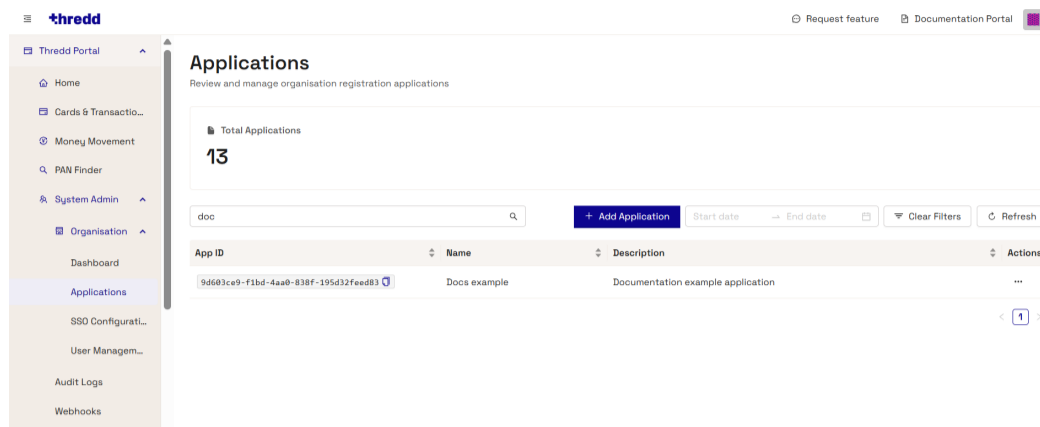 thredd
Request feature
Documentation Portal
Thredd Portal
Home
Cards & Transactio...
Money Movement
PAN Finder
System Admin
Organisation
Dashboard
Applications
SSO Configurati...
User Managem...
Audit Logs
Webhooks
Applications
Review and manage organisation registration applications
Total Applications
13
doc
+ Add Application
Start date → End date
Clear Filters
Refresh
App ID Name Description Actions
9d603ce9-f1bd-4aa0-838f-195d32feed83 Docs example Documentation example application ···
< 1 >